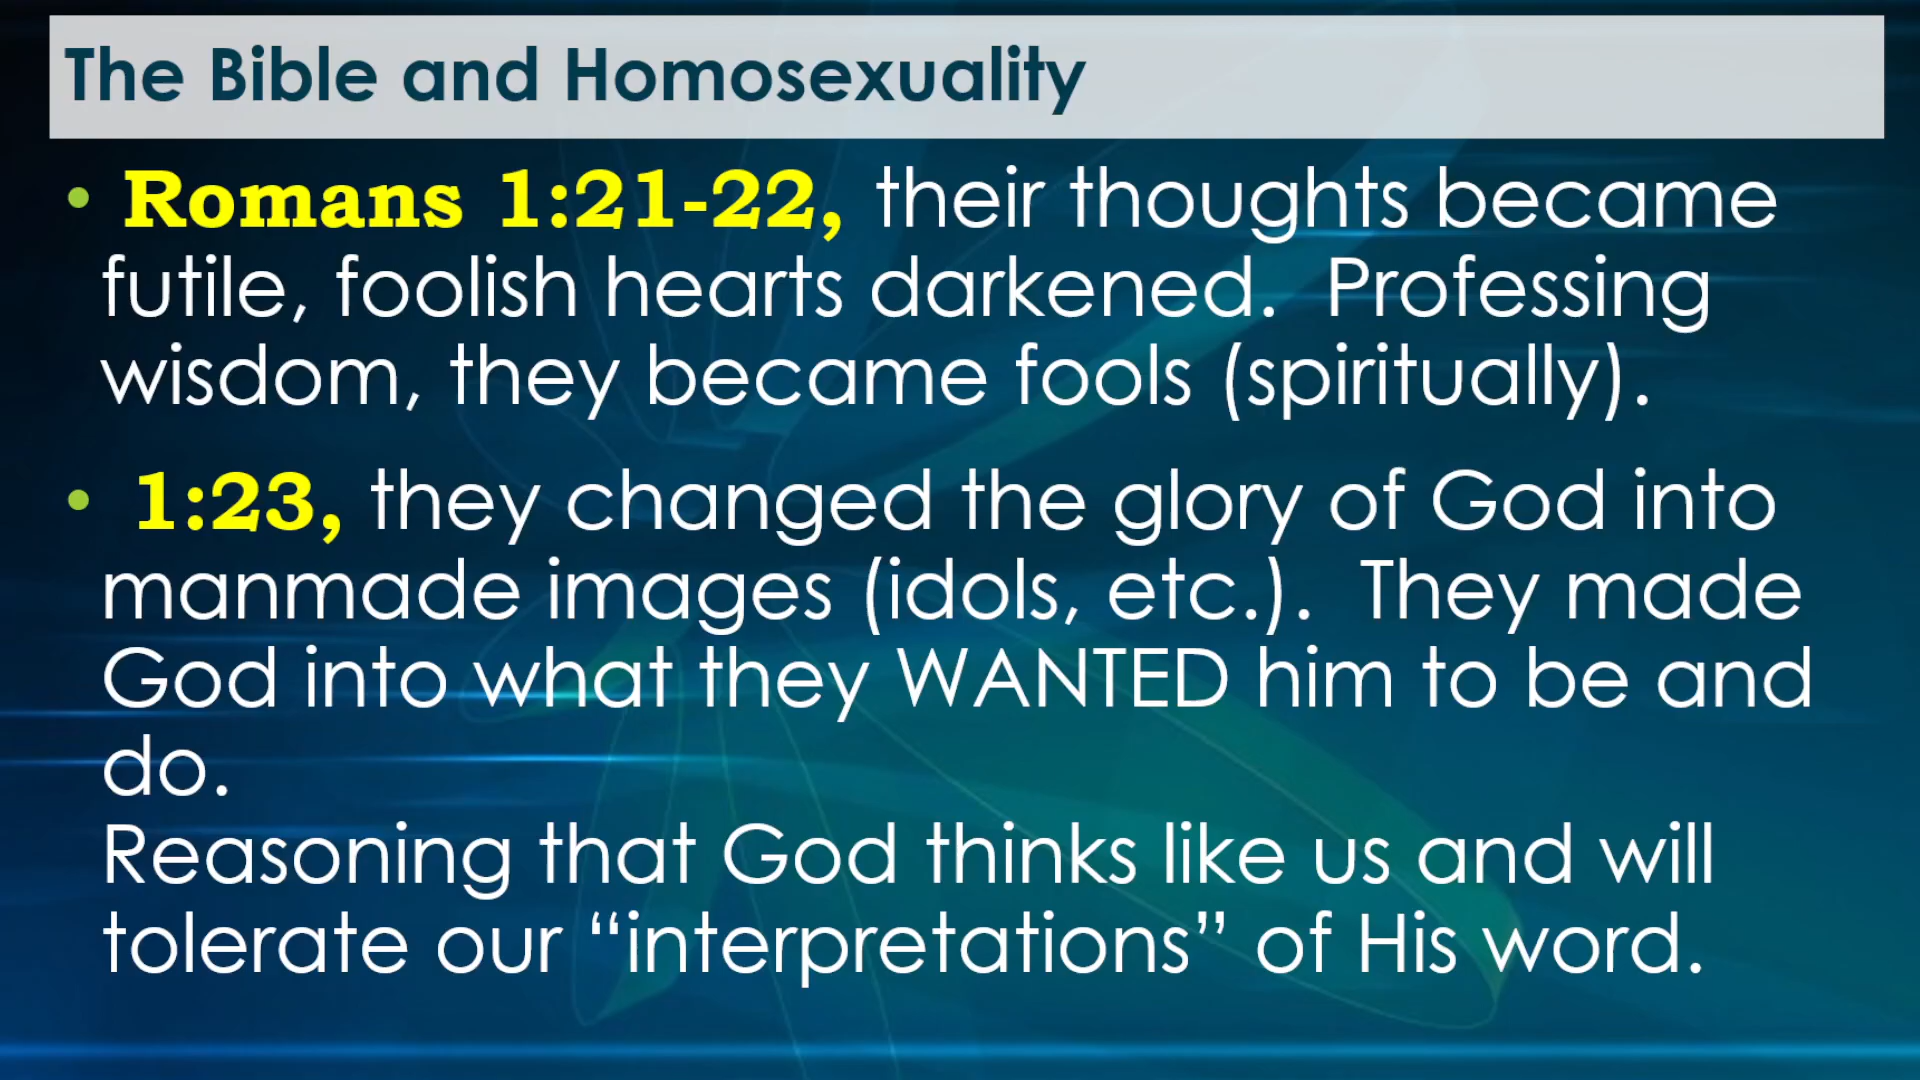 The Bible and Homosexuality
• Romans 1:21-22, their thoughts became
futile, foolish hearts darkened.  Professing
wisdom, they became fools (spiritually).
• 1:23, they changed the glory of God into
manmade images (idols, etc.).  They made
God into what they WANTED him to be and
do.
Reasoning that God thinks like us and will
tolerate our “interpretations” of His word.